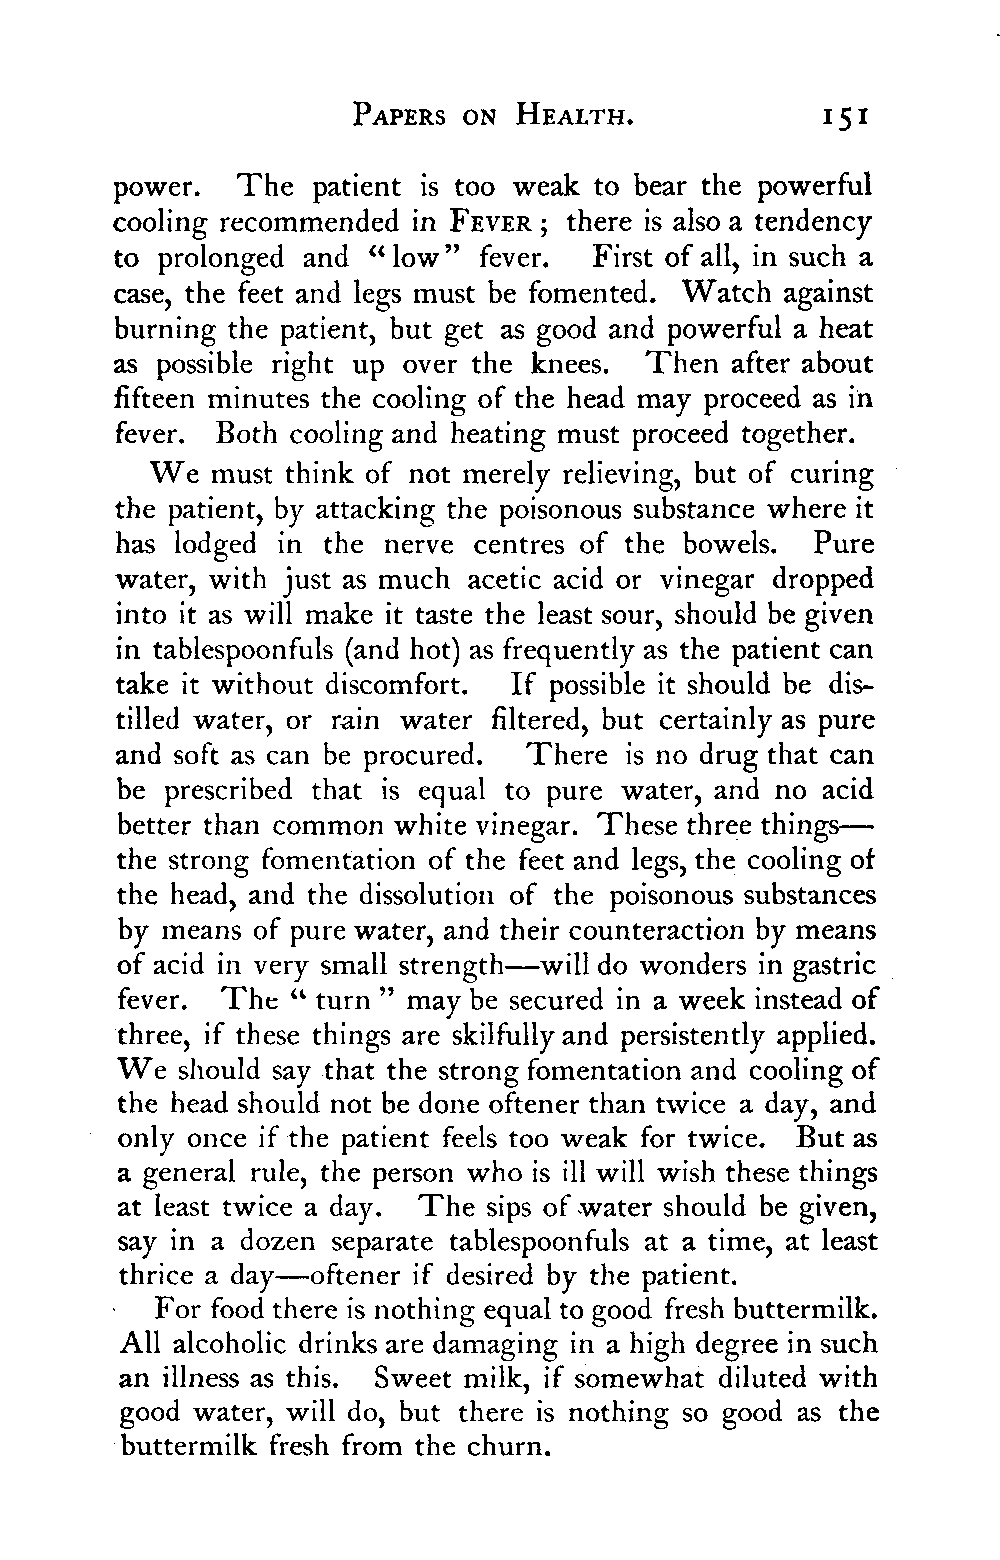 PAPERS ON HEALTH. 151
power. The patient is too weak to bear the powerful
cooling recommended in FEVER; there is also a tendency
to prolonged and "low" fever. First of all, in such a
case, the feet and legs must be fomented. Watch against
burning the patient, but get as good and powerful a heat
as possible right up over the knees. Then after about
fifteen minutes the cooling of the head may proceed as in
fever. Both cooling and heating must proceed together.
We must think of not merely relieving, but of curing
the patient, by attacking the poisonous substance where it
has lodged in the nerve centres of the bowels. Pure
water, with just as much acetic acid or vinegar dropped
into it as will make it taste the least sour, should be given
in tablespoonfuls (and hot) as frequently as the patient can
take it without discomfort. If possible it should be dis-
tilled water, or rain water filtered, but certainly as pure
and soft as can be procured. There is no drug that can
be prescribed that is equal to pure water, and no acid
better than common white vinegar. These three things—
the strong fomentation of the feet and legs, the cooling of
the head, and the dissolution of the poisonous substances
by means of pure water, and their counteraction by means
of acid in very small strength—will do wonders in gastric
fever. The "turn" may be secured in a week instead of
three, if these things are skilfully and persistently applied.
We should say that the strong fomentation and cooling of
the head should not be done oftener than twice a day, and
only once if the patient feels too weak for twice. But as
a general rule, the person who is ill will wish these things
at least twice a day. The sips of water should be given,
say in a dozen separate tablespoonfuls at a time, at least
thrice a day—oftener if desired by the patient.
For food there is nothing equal to good fresh buttermilk.
All alcoholic drinks are damaging in a high degree in such
an illness as this. Sweet milk, if somewhat diluted with
good water, will do, but there is nothing so good as the
buttermilk fresh from the churn.